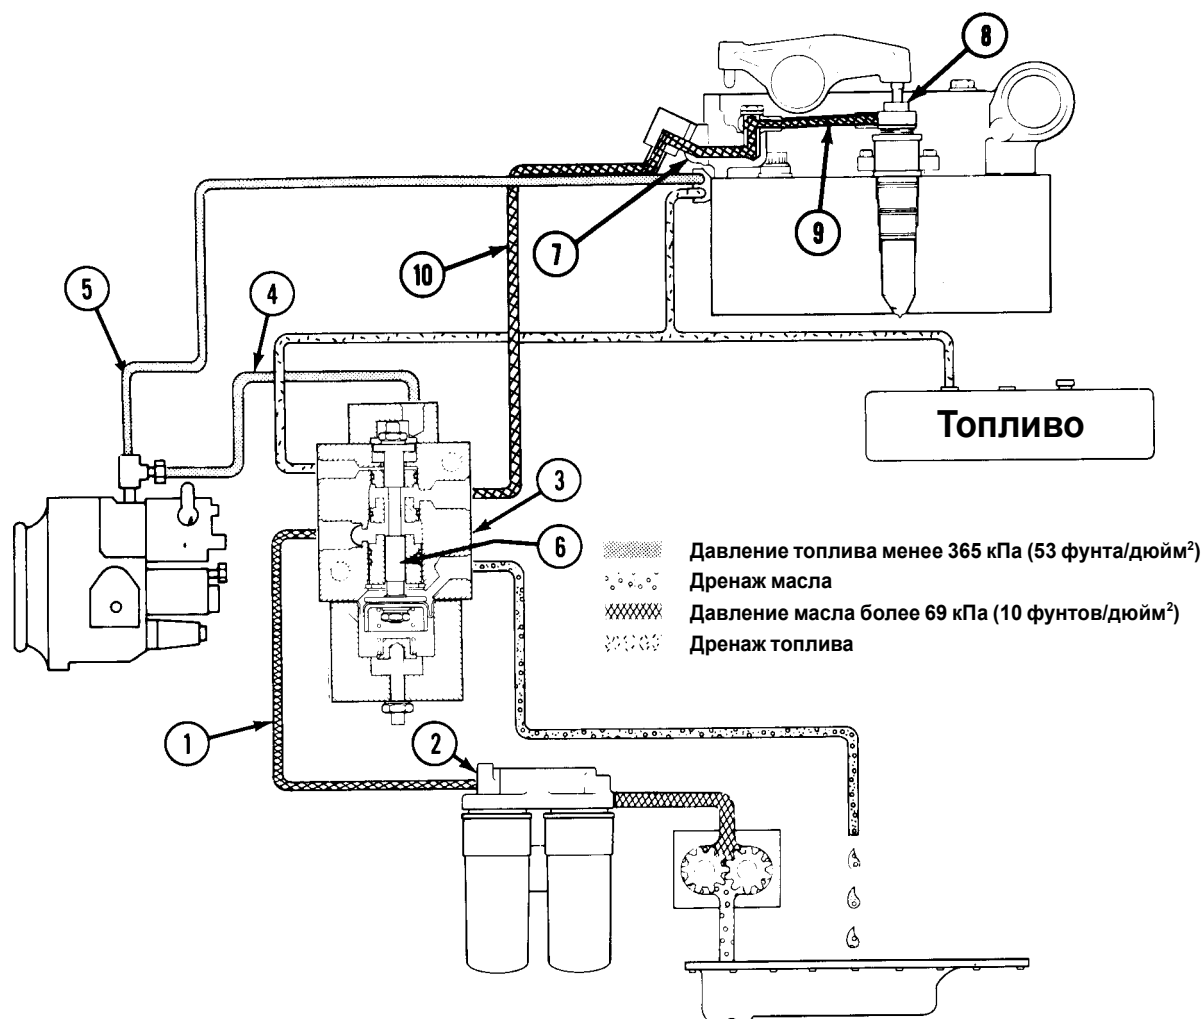 8
7
9
10
5
4
Топливо
3
6
Давление топлива менее 365 кПа (53 фунта/дюйм²)
Дренаж масла
Давление масла более 69 кПа (10 фунтов/дюйм²)
Дренаж топлива
1
2